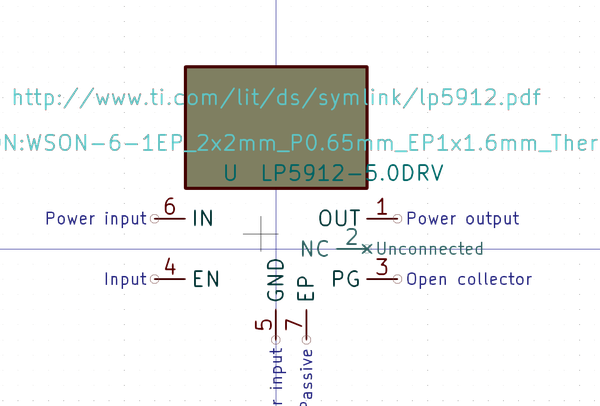 http://www.ti.com/lit/ds/symlink/lp5912.pdf
N:WSON-6-1EP_2x2mm_P0.65mm_EP1x1.6mm_Ther
U LP5912-5.0DRV
Power input 6 IN OUT 1 Power output
NC 2 Unconnected
Input 4 EN PG 3 Open collector
GND EP
5 7
r input Passive